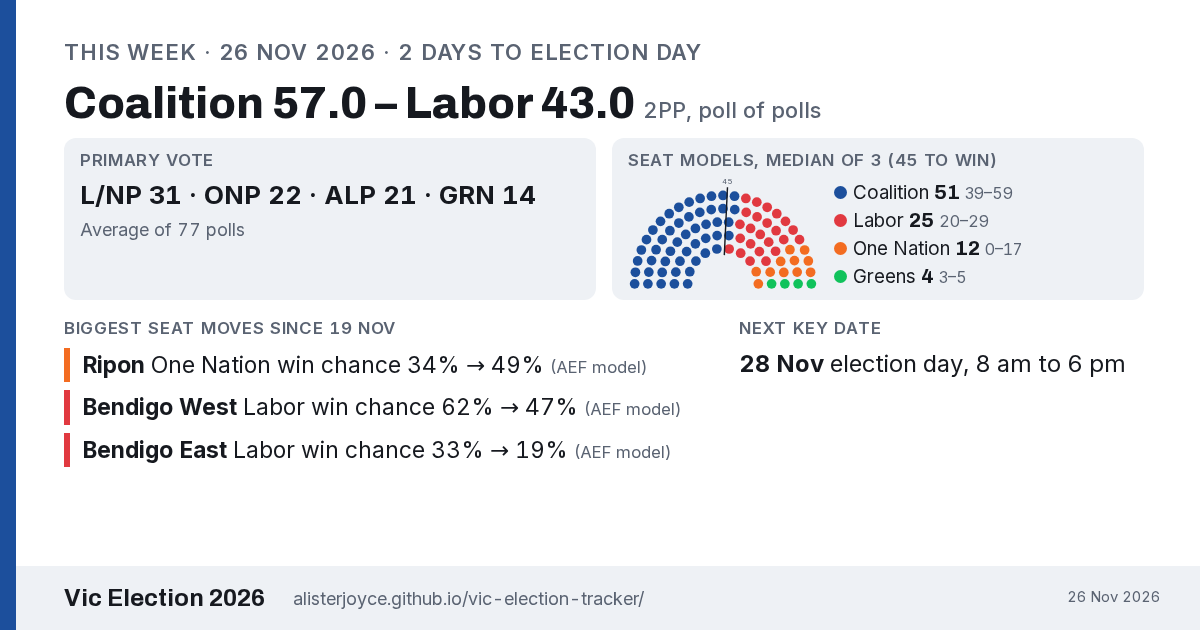 THIS WEEK · 26 NOV 2026 · 2 DAYS TO ELECTION DAY
Coalition 57.0 – Labor 43.0 2PP, poll of polls
PRIMARY VOTE
L/NP 31 · ONP 22 · ALP 21 · GRN 14
Average of 77 polls
SEAT MODELS, MEDIAN OF 3 (45 TO WIN)
45
Coalition 51 39–59
Labor 25 20–29
One Nation 12 0–17
Greens 4 3–5
BIGGEST SEAT MOVES SINCE 19 NOV
Ripon One Nation win chance 34% → 49% (AEF model)
Bendigo West Labor win chance 62% → 47% (AEF model)
Bendigo East Labor win chance 33% → 19% (AEF model)
NEXT KEY DATE
28 Nov election day, 8 am to 6 pm
Vic Election 2026
alisterjoyce.github.io/vic-election-tracker/
26 Nov 2026